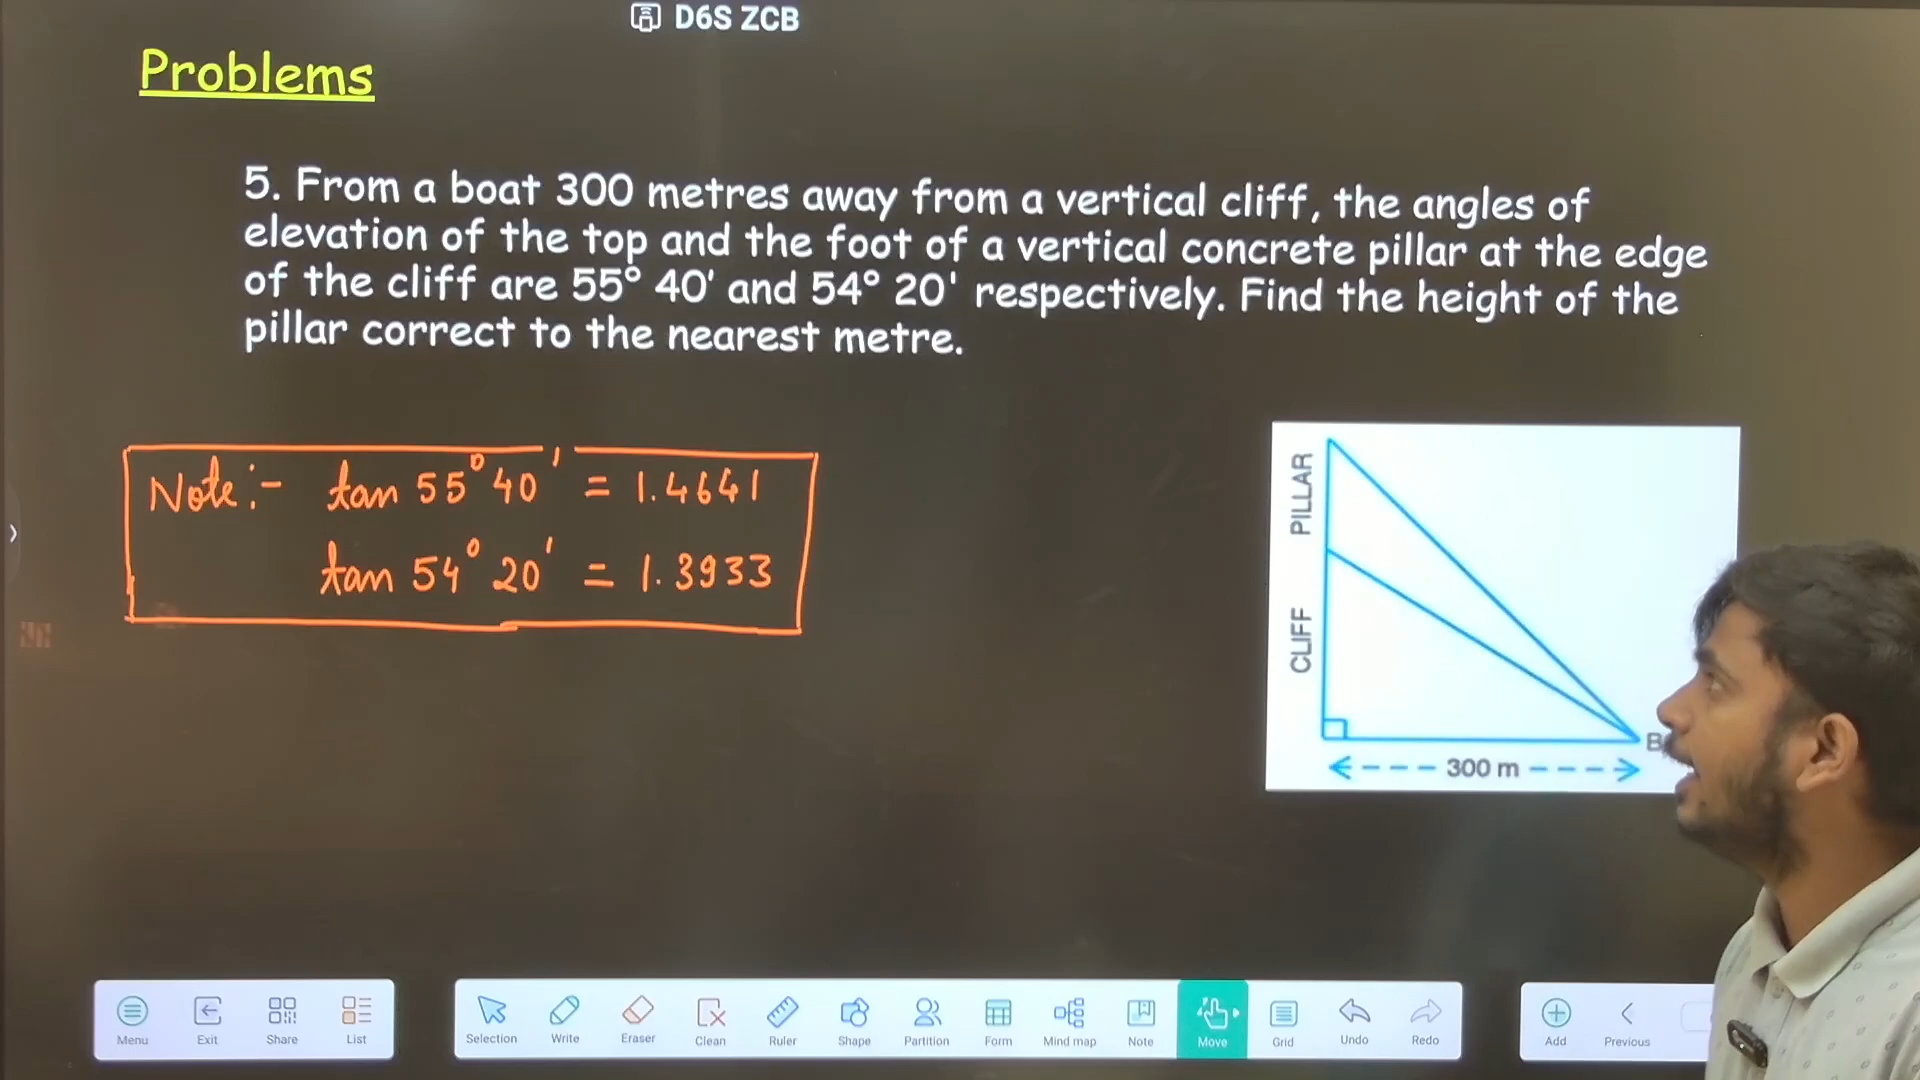 D6S ZCB
Problems
5. From a boat 300 metres away from a vertical cliff, the angles of
elevation of the top and the foot of a vertical concrete pillar at the edge
of the cliff are 55° 40' and 54° 20' respectively. Find the height of the
pillar correct to the nearest metre.
Note:- tan 55° 40' = 1.4641
tan 54° 20' = 1.3933
PILLAR
CLIFF
B
300 m
Menu Exit Share List
Selection Write Eraser Clean Ruler Shape Partition Form Mind map Note Move Grid Undo Redo
Add Previous